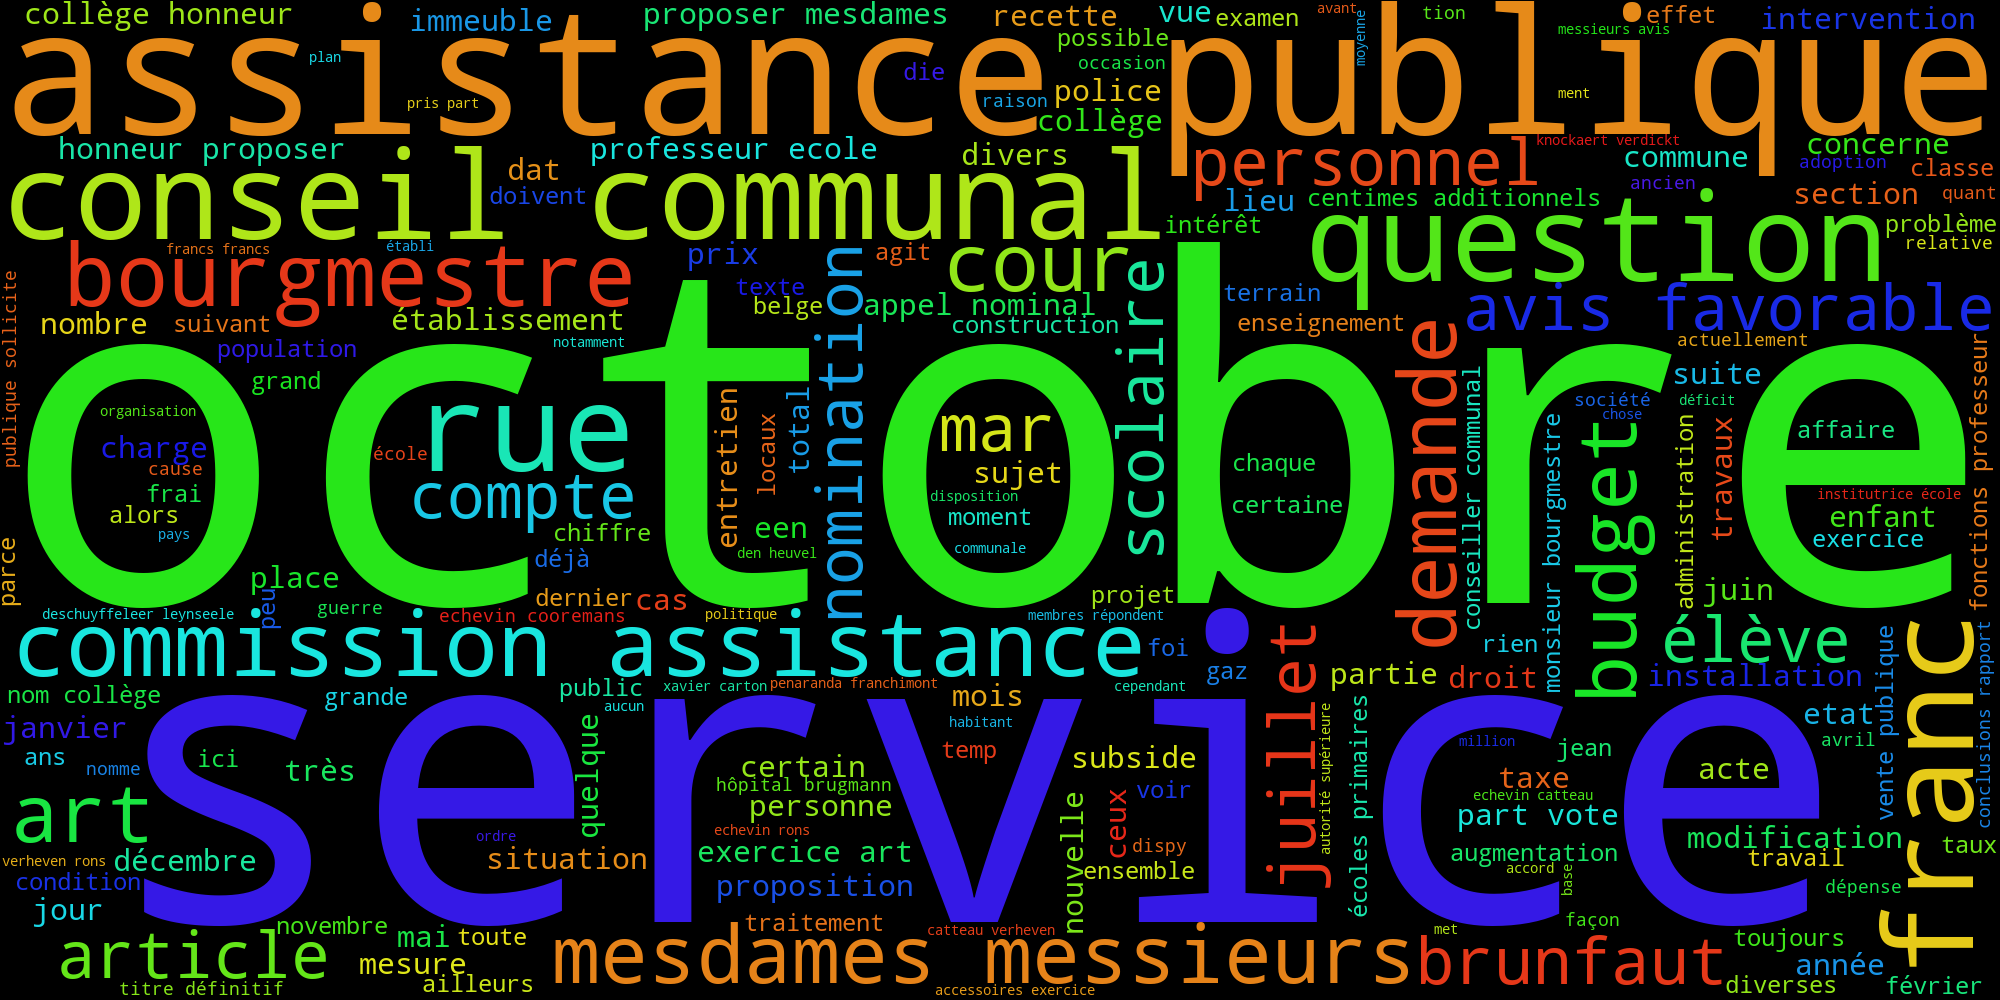 collège honneur
immeuble
proposer mesdames
recette
vue
examen
avant
tion
effet
intervention
assistance publique
plan
pris part
die
raison
possible
occasion
police
collège
moyenne
messieurs avis
ment
honneur proposer
dat
professeur ecole
divers
personnel
knockaert verdickt
commune
concerne
adoption
classe
conseil communal
doivent
lieu
centimes additionnels
ancien
section
quant
intérêt
question
problème
relative
francs francs
établi
bourgmestre
prix
nomination
agit
cour
scolaire
texte
belge
appel nominal
construction
terrain
enseignement
avis favorable
nombre
suivant
établissement
notamment
population
grand
publique sollicite
actuellement
octobre
organisation
charge
cause
frai
alors
pays
école
rue
compte
chiffre
déjà
entretien
locaux
total
een
den heuvel
mar
sujet
disposition
moment
communale
chaque
certaine
demande
conseiller communal
monsieur bourgmestre
suite
société
chose
déficit
budget
administration
travaux
affaire
institutrice école
enfant
exercice
fonctions professeur
parce
place
peu
guerre
dernier
cas
projet
juin
deschuyffeleer leynseele
echevin cooremans
politique
membres répondent
commission assistance
foi
gaz
juillet
rien
partie
droit
élève
installation
vente publique
franc
conclusions rapport
nom collège
grande
public
aucun
xavier carton
penaranda franchimont
mois
cependant
janvier
ans
nomme
ici
très
quelque
habitant
temp
subside
autorité supérieure
écoles primaires
million
jean
etat
avril
service
certain
hôpital brugmann
personne
echevin rons
ordre
situation
exercice art
proposition
nouvelle
ceux
voir
dispy
ensemble
taxe
echevin catteau
part vote
augmentation
accord
base
acte
modification
travail
dépense
taux
art
verheven rons
décembre
condition
jour
novembre
traitement
catteau verheven
met
façon
toujours
article
mai
toute
mesure
ailleurs
titre définitif
mesdames messieurs
accessoires exercice
brunfaut
année
diverses
février